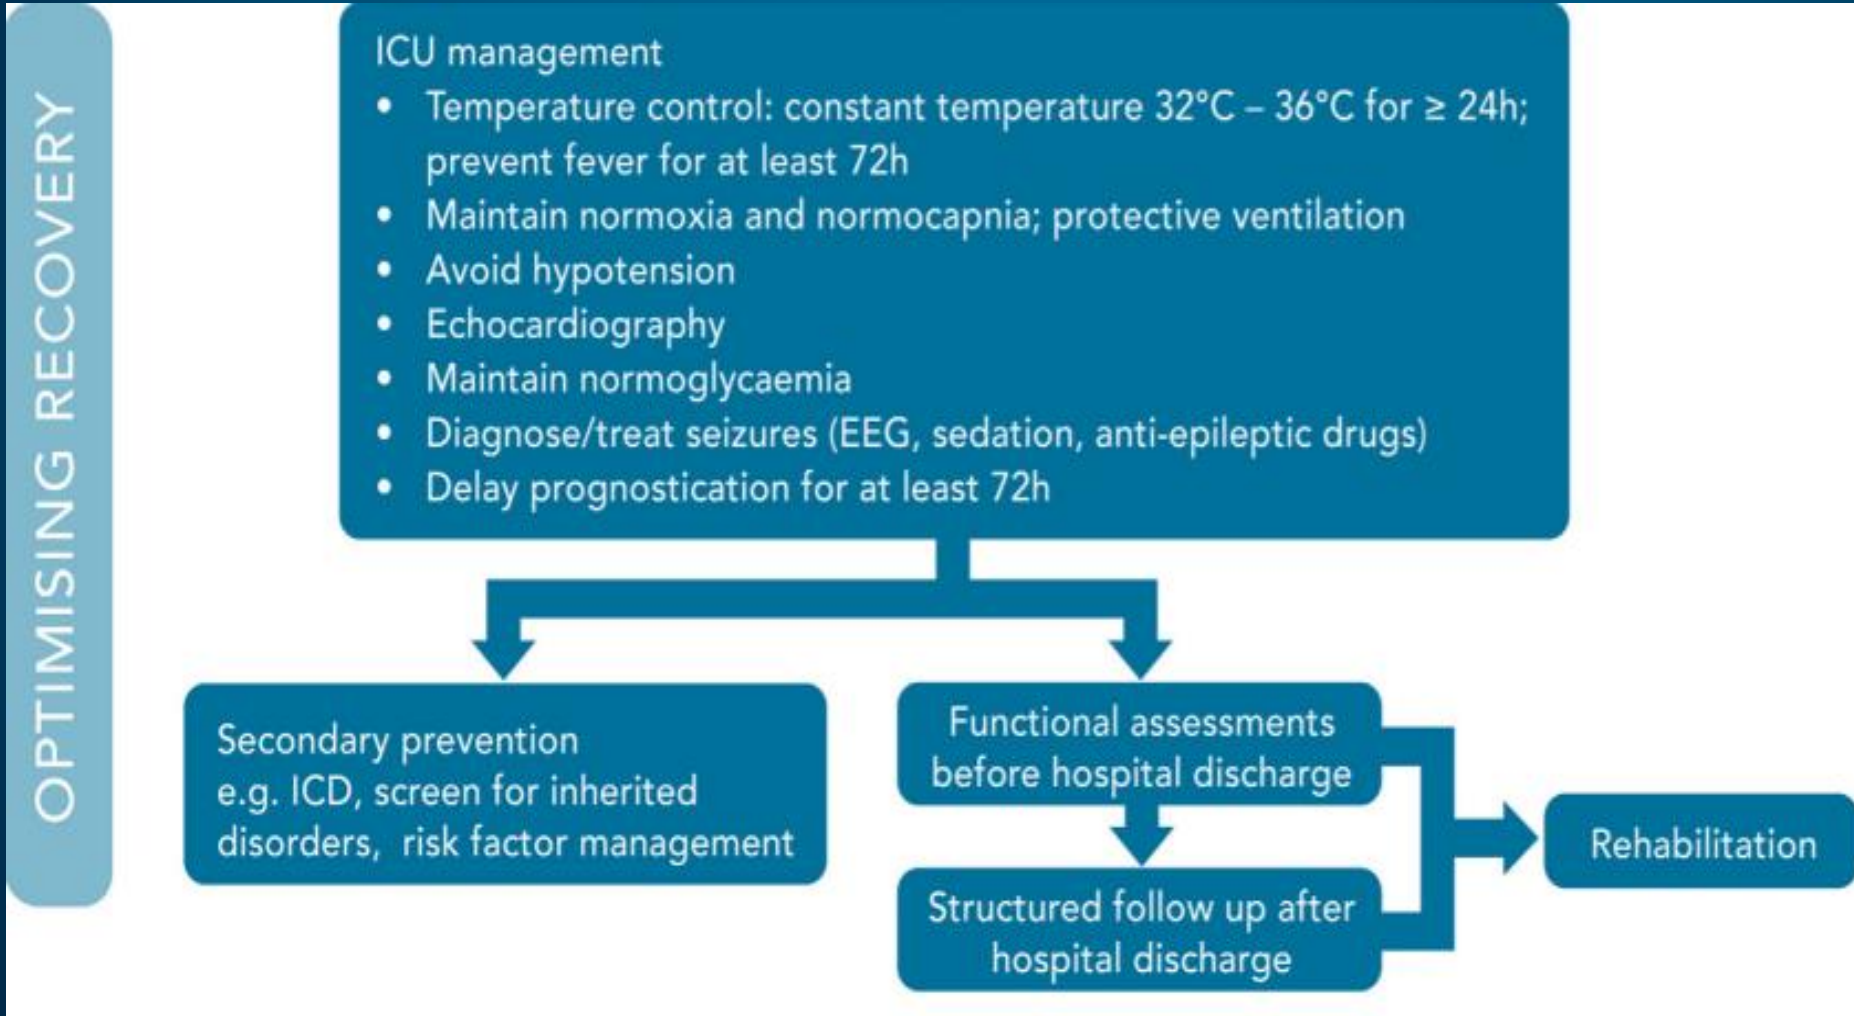 OPTIMISING RECOVERY
ICU management
• Temperature control: constant temperature 32°C – 36°C for ≥ 24h;
prevent fever for at least 72h
• Maintain normoxia and normocapnia; protective ventilation
• Avoid hypotension
• Echocardiography
• Maintain normoglycaemia
• Diagnose/treat seizures (EEG, sedation, anti-epileptic drugs)
• Delay prognostication for at least 72h
Secondary prevention
e.g. ICD, screen for inherited
disorders, risk factor management
Functional assessments
before hospital discharge
Structured follow up after
hospital discharge
Rehabilitation